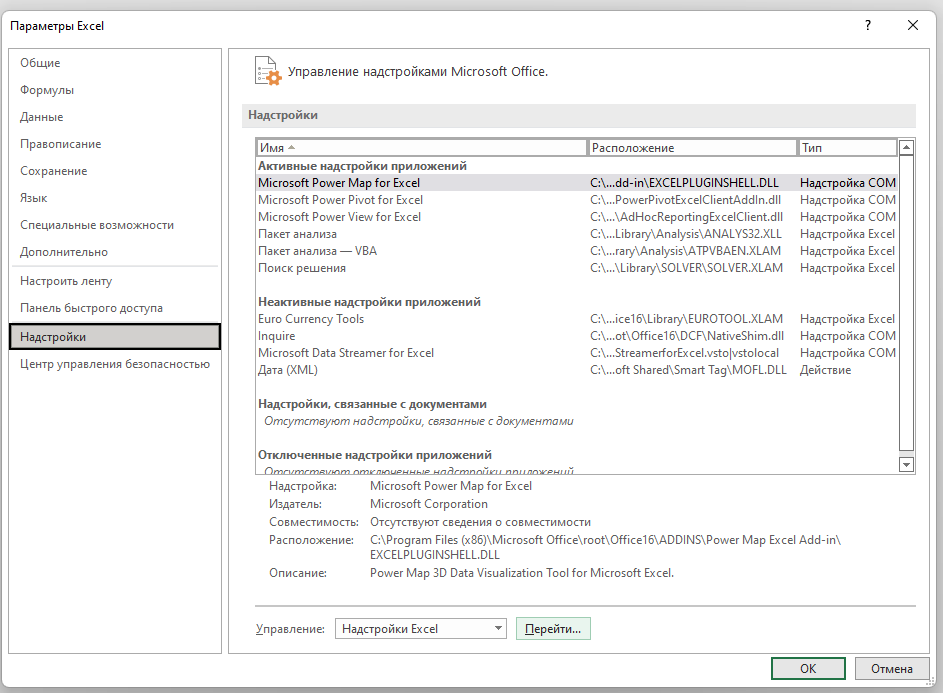 Параметры Excel
?
Общие
Формулы
Данные
Правописание
Сохранение
Язык
Специальные возможности
Дополнительно
Настроить ленту
Панель быстрого доступа
Надстройки
Центр управления безопасностью
Управление надстройками Microsoft Office.
Надстройки
Имя Расположение Тип
Активные надстройки приложений
Microsoft Power Map for Excel C:\...dd-in\EXCELPLUGINSHELL.DLL Надстройка COM
Microsoft Power Pivot for Excel C:\...PowerPivotExcelClientAddIn.dll Надстройка COM
Microsoft Power View for Excel C:\...\AdHocReportingExcelClient.dll Надстройка COM
Пакет анализа C:\...Library\Analysis\ANALYS32.XLL Надстройка Excel
Пакет анализа — VBA C:\...rary\Analysis\ATPVBAEN.XLAM Надстройка Excel
Поиск решения C:\...\Library\SOLVER\SOLVER.XLAM Надстройка Excel
Неактивные надстройки приложений
Euro Currency Tools C:\...ice16\Library\EUROTOOL.XLAM Надстройка Excel
Inquire C:\...ot\Office16\DCF\NativeShim.dll Надстройка COM
Microsoft Data Streamer for Excel C:\...StreamerforExcel.vsto|vstolocal Надстройка COM
Дата (XML) C:\...oft Shared\Smart Tag\MOFL.DLL Действие
Надстройки, связанные с документами
Отсутствуют надстройки, связанные с документами
Отключенные надстройки приложений
Отсутствуют отключенные надстройки приложений
Надстройка: Microsoft Power Map for Excel
Издатель: Microsoft Corporation
Совместимость: Отсутствуют сведения о совместимости
Расположение: C:\Program Files (x86)\Microsoft Office\root\Office16\ADDINS\Power Map Excel Add-in\
EXCELPLUGINSHELL.DLL
Описание: Power Map 3D Data Visualization Tool for Microsoft Excel.
Управление: Надстройки Excel Перейти...
ОК Отмена